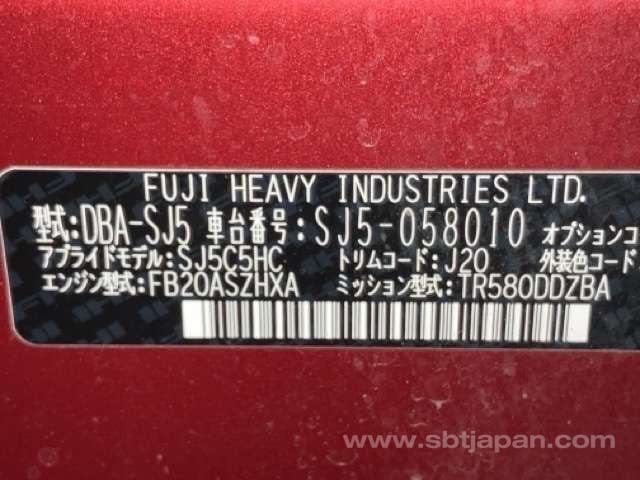 FUJI HEAVY INDUSTRIES LTD.
型式:DBA-SJ5 車台番号:SJ5-058010 オプションコ
アプライドモデル:SJ5C5HC トリムコード:J20 外装色コード
エンジン型式:FB20ASZHXA ミッション型式:TR580DDZBA
www.sbtjapan.com